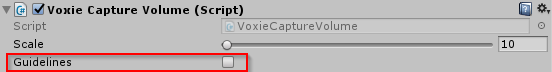 Voxie Capture Volume (Script)
Script VoxieCaptureVolume
Scale 10
Guidelines